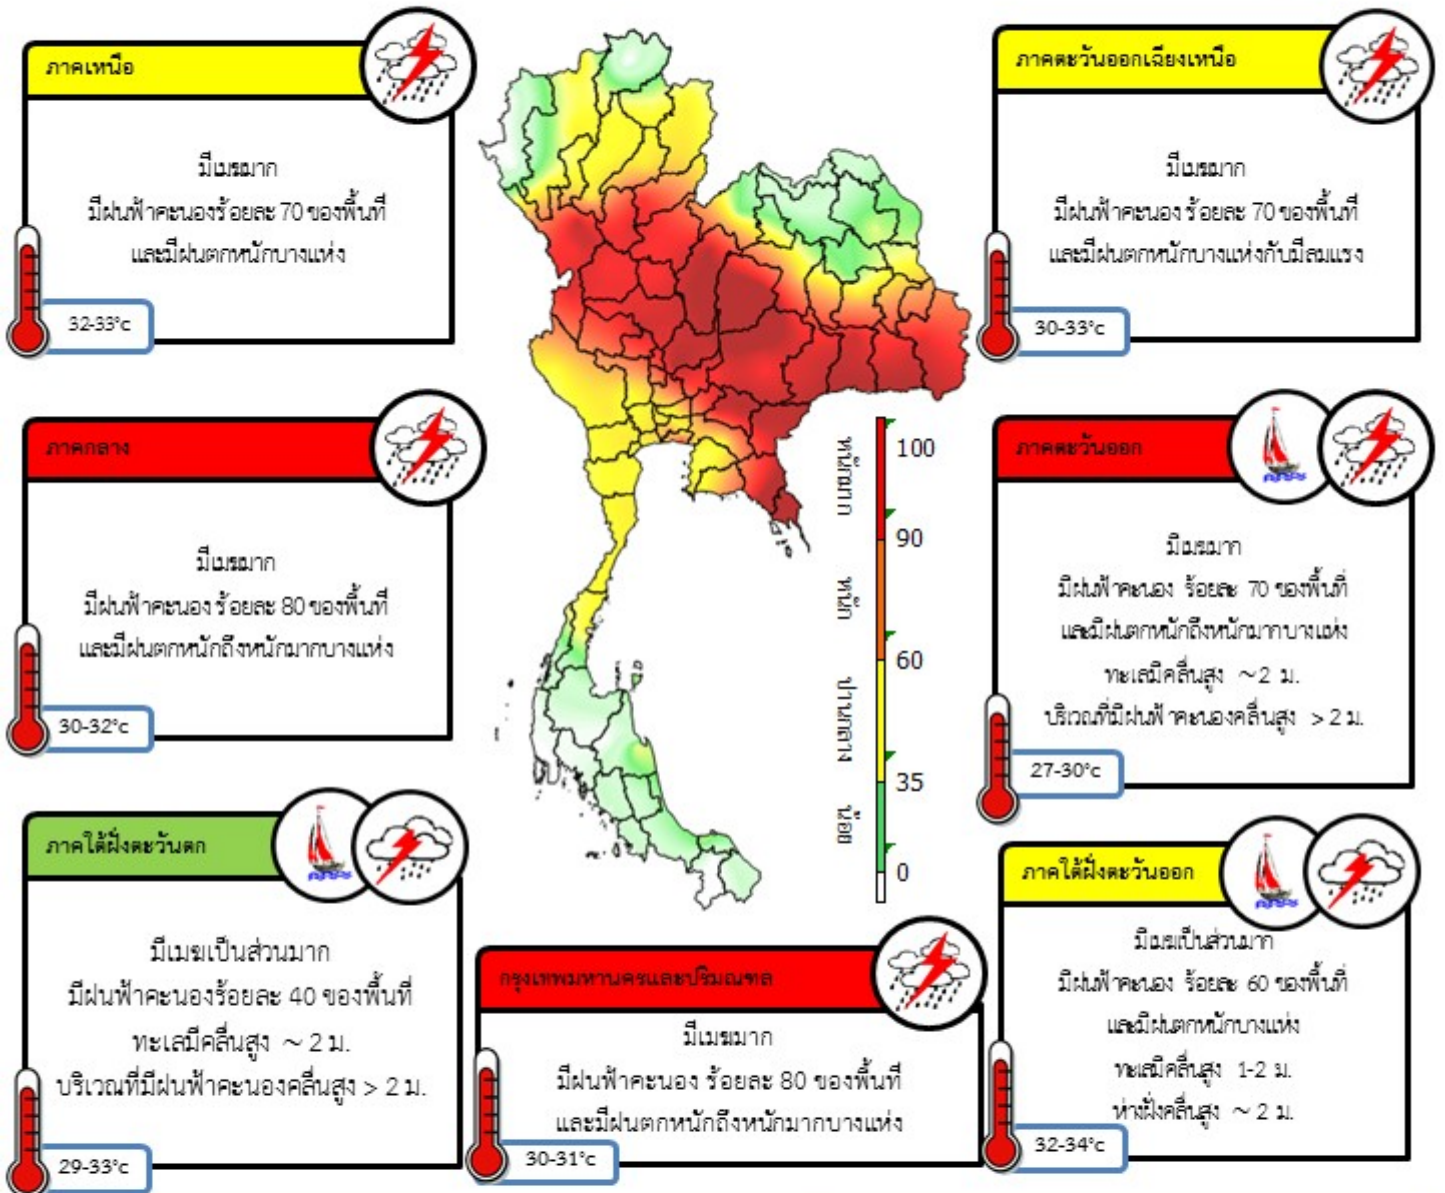 ภาคเหนือ
มีเมฆมาก
มีฝนฟ้าคะนองร้อยละ 70 ของพื้นที่
และมีฝนตกหนักบางแห่ง
32-33°c
ภาคตะวันออกเฉียงเหนือ
มีเมฆมาก
มีฝนฟ้าคะนอง ร้อยละ 70 ของพื้นที่
และมีฝนตกหนักบางแห่งกับมีลมแรง
30-33°c
ภาคกลาง
มีเมฆมาก
มีฝนฟ้าคะนอง ร้อยละ 80 ของพื้นที่
และมีฝนตกหนักถึงหนักมากบางแห่ง
30-32°c
หนักมาก
หนัก
ปานกลาง
น้อย
100
90
60
35
0
ภาคตะวันออก
มีเมฆมาก
มีฝนฟ้าคะนอง ร้อยละ 70 ของพื้นที่
และมีฝนตกหนักถึงหนักมากบางแห่ง
ทะเลมีคลื่นสูง ~2 ม.
บริเวณที่มีฝนฟ้าคะนองคลื่นสูง > 2 ม.
27-30°c
ภาคใต้ฝั่งตะวันตก
มีเมฆเป็นส่วนมาก
มีฝนฟ้าคะนองร้อยละ 40 ของพื้นที่
ทะเลมีคลื่นสูง ~ 2 ม.
บริเวณที่มีฝนฟ้าคะนองคลื่นสูง > 2 ม.
29-33°c
กรุงเทพมหานครและปริมณฑล
มีเมฆมาก
มีฝนฟ้าคะนอง ร้อยละ 80 ของพื้นที่
และมีฝนตกหนักถึงหนักมากบางแห่ง
30-31°c
ภาคใต้ฝั่งตะวันออก
มีเมฆเป็นส่วนมาก
มีฝนฟ้าคะนอง ร้อยละ 60 ของพื้นที่
และมีฝนตกหนักบางแห่ง
ทะเลมีคลื่นสูง 1-2 ม.
ห่างฝั่งคลื่นสูง ~ 2 ม.
32-34°c